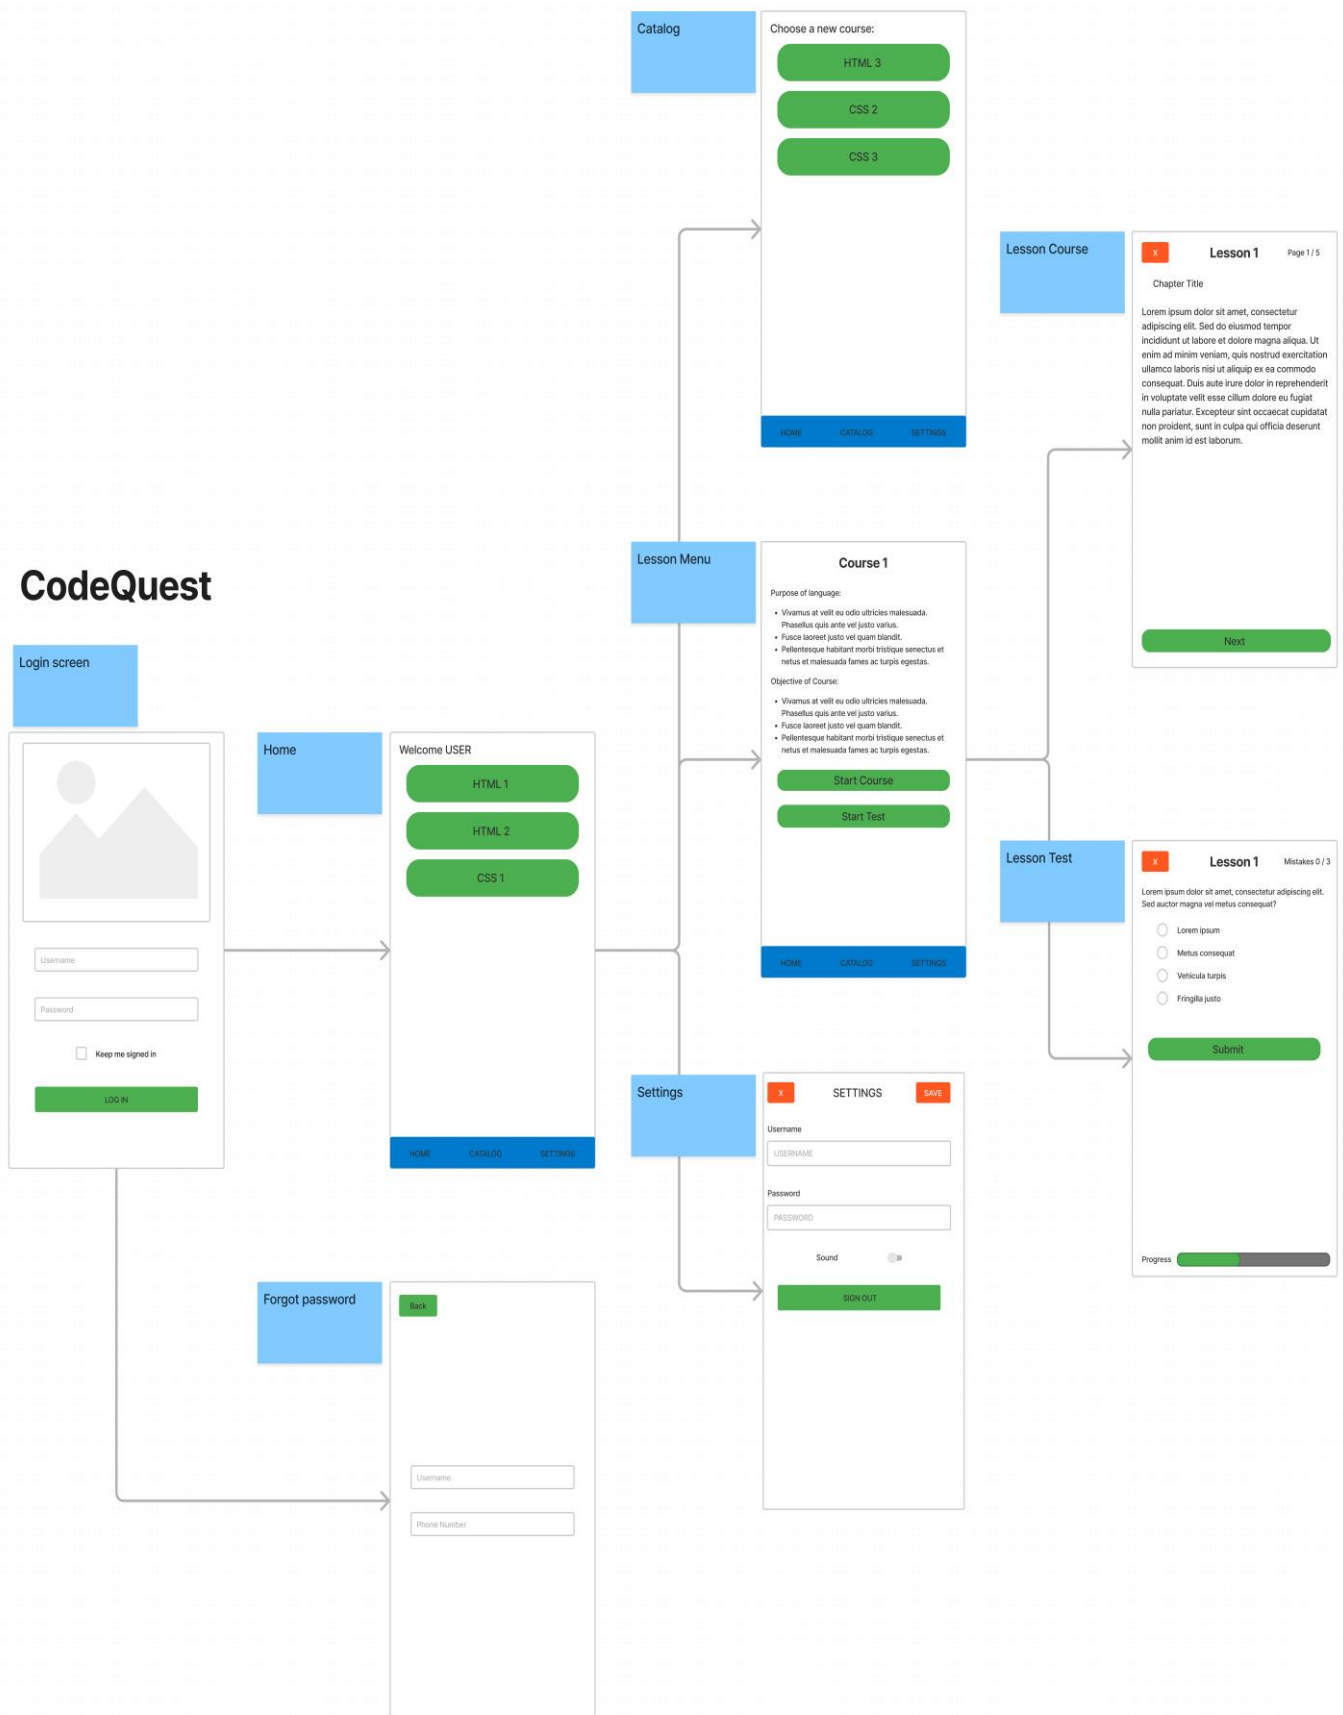 Catalog
Choose a new course:
HTML 3
CSS 2
CSS 3
HOME CATALOG SETTINGS
Lesson Course
X Lesson 1 Page 1 / 5
Chapter Title
Lorem ipsum dolor sit amet, consectetur
adipiscing elit. Sed do eiusmod tempor
incididunt ut labore et dolore magna aliqua. Ut
enim ad minim veniam, quis nostrud exercitation
ullamco laboris nisi ut aliquip ex ea commodo
consequat. Duis aute irure dolor in reprehenderit
in voluptate velit esse cillum dolore eu fugiat
nulla pariatur. Excepteur sint occaecat cupidatat
non proident, sunt in culpa qui officia deserunt
mollit anim id est laborum.
Next
CodeQuest
Lesson Menu
Course 1
Purpose of language:
• Vivamus at velit eu odio ultricies malesuada.
Phasellus quis ante vel justo varius.
• Fusce laoreet justo vel quam blandit.
• Pellentesque habitant morbi tristique senectus et
netus et malesuada fames ac turpis egestas.
Objective of Course:
• Vivamus at velit eu odio ultricies malesuada.
Phasellus quis ante vel justo varius.
• Fusce laoreet justo vel quam blandit.
• Pellentesque habitant morbi tristique senectus et
netus et malesuada fames ac turpis egestas.
Start Course
Start Test
HOME CATALOG SETTINGS
Login screen
Username
Password
Keep me signed in
LOG IN
Home
Welcome USER
HTML 1
HTML 2
CSS 1
HOME CATALOG SETTINGS
Lesson Test
X Lesson 1 Mistakes 0 / 3
Lorem ipsum dolor sit amet, consectetur adipiscing elit.
Sed auctor magna vel metus consequat?
Lorem ipsum
Metus consequat
Vehicula turpis
Fringilla justo
Submit
Progress
Settings
X SETTINGS SAVE
Username
USERNAME
Password
PASSWORD
Sound
SIGN OUT
Forgot password
Back
Username
Phone Number